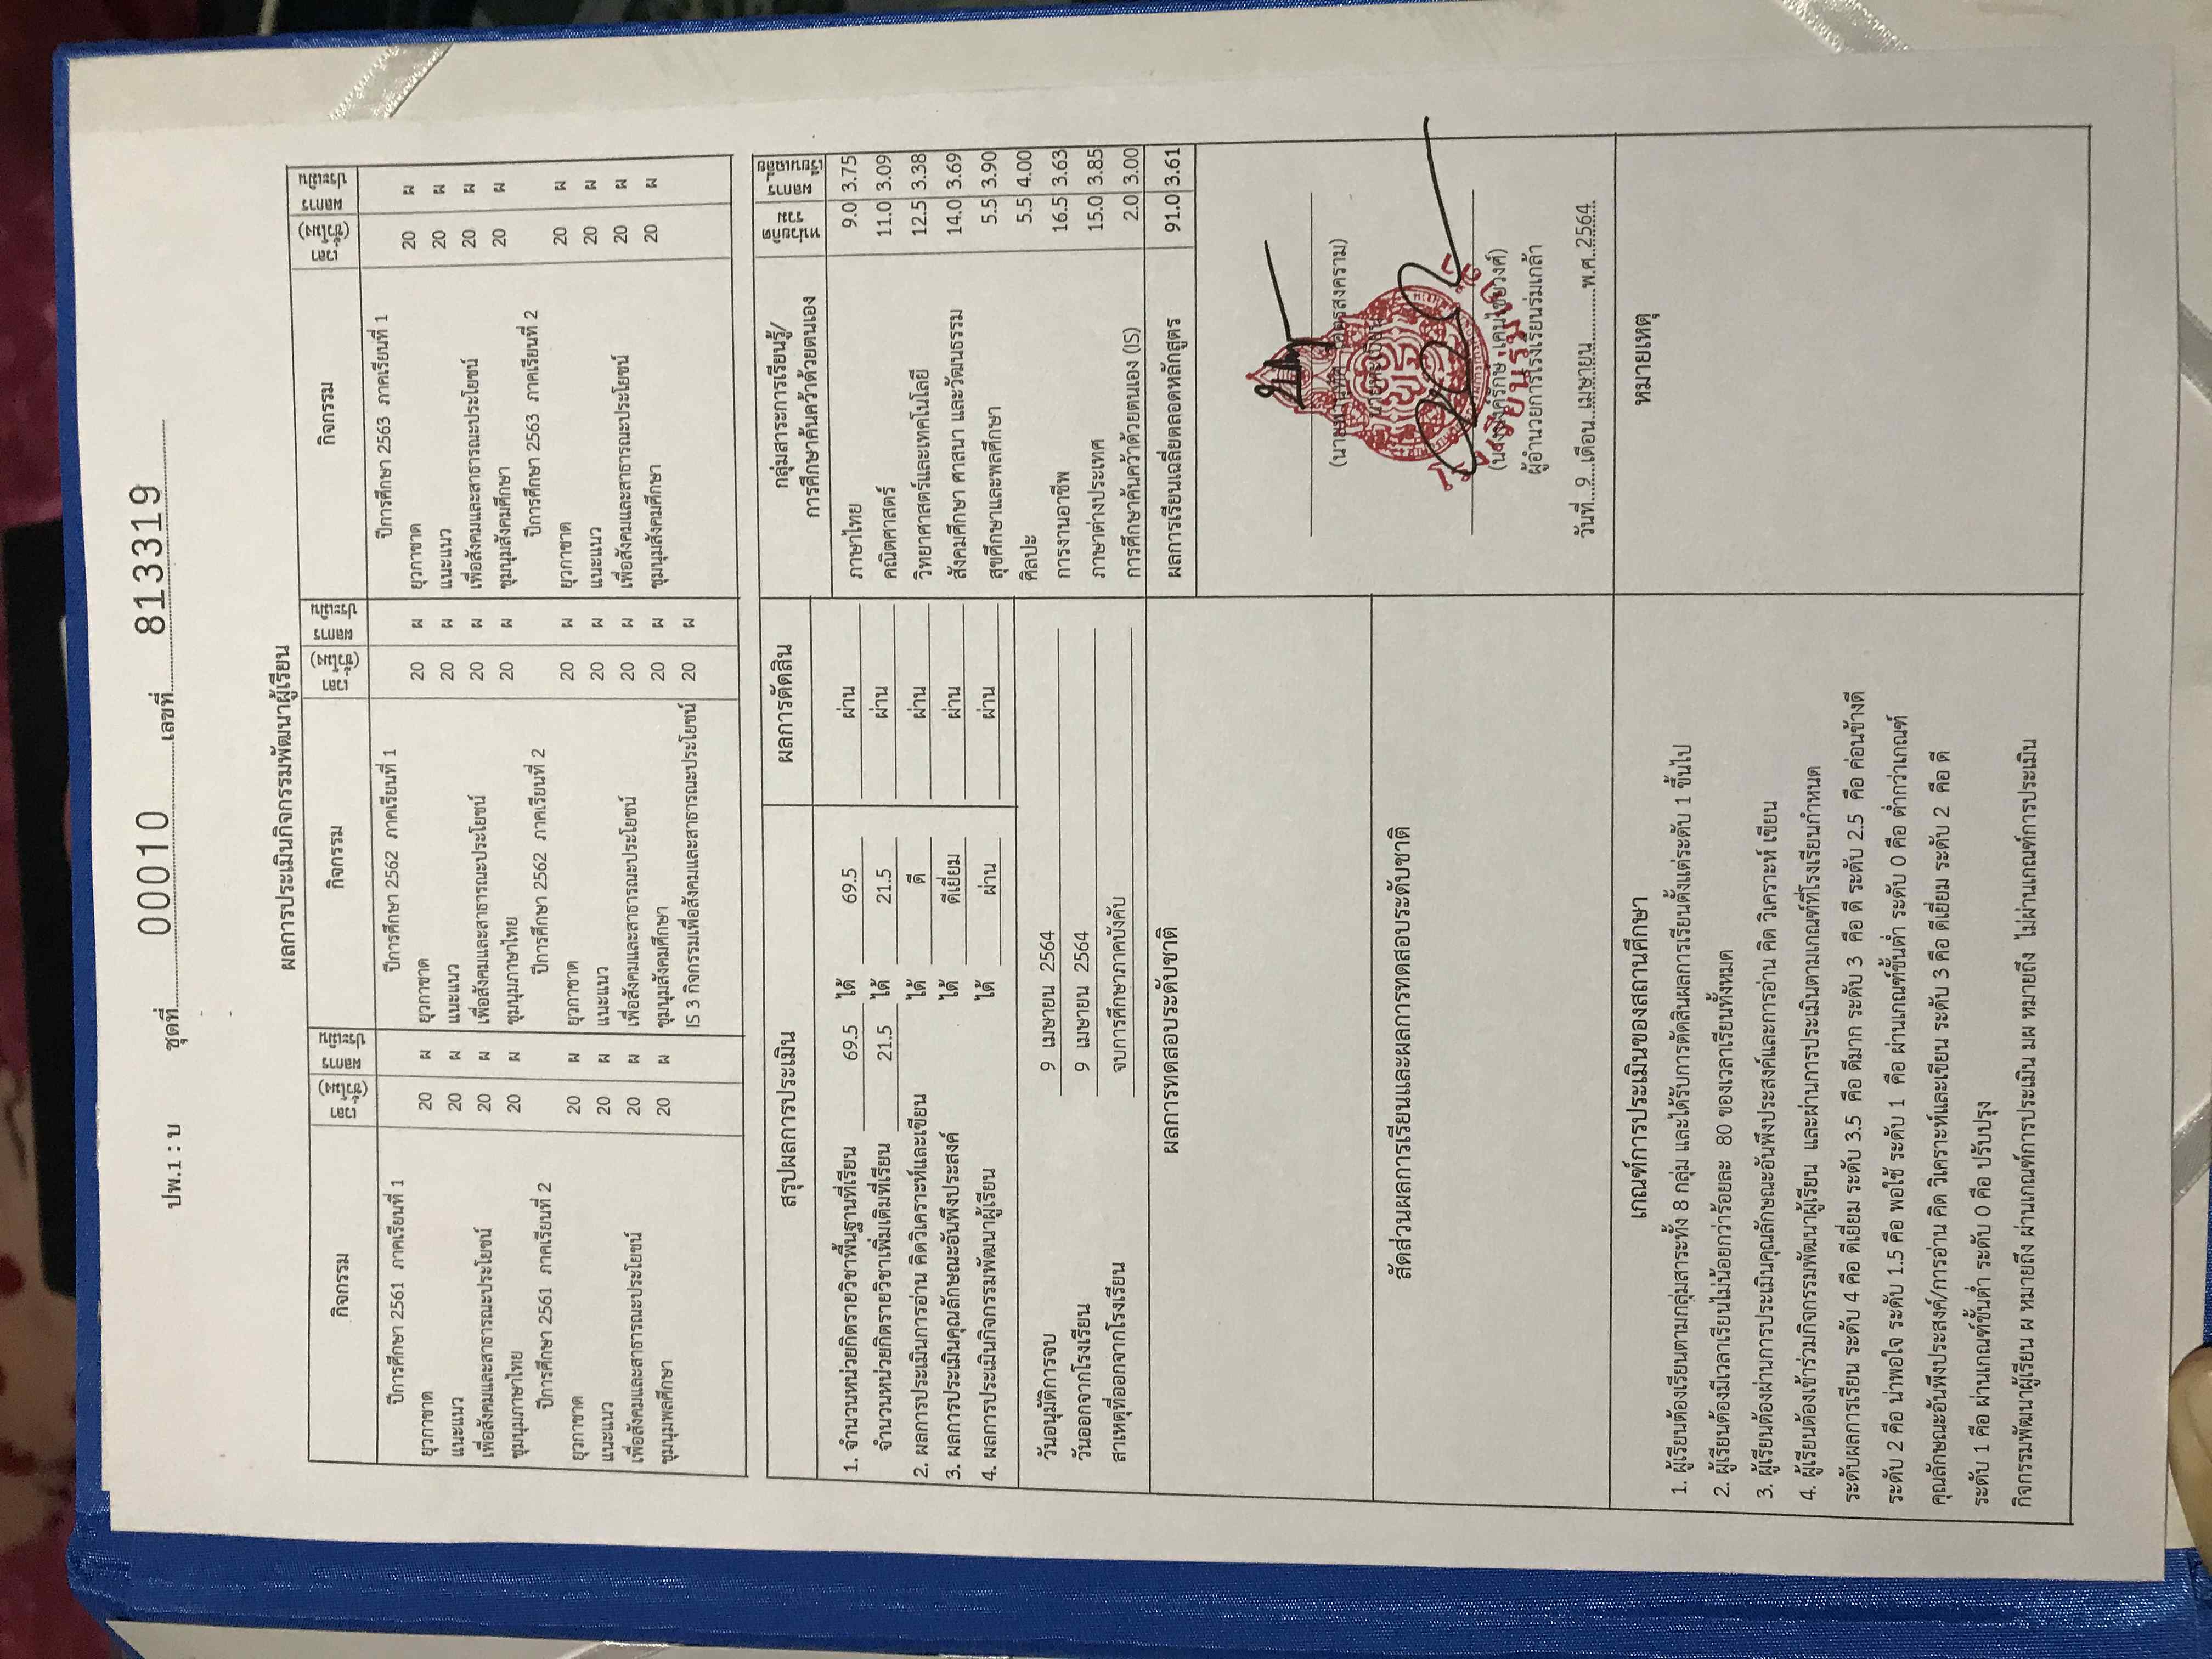 ปพ.1 : บ ชุดที่ 00010 เลขที่ 813319
ผลการประเมินกิจกรรมพัฒนาผู้เรียน
กิจกรรม เวลา (ชั่วโมง) ผลการประเมิน กิจกรรม เวลา (ชั่วโมง) ผลการประเมิน กิจกรรม เวลา (ชั่วโมง) ผลการประเมิน
ปีการศึกษา 2561 ภาคเรียนที่ 1 ปีการศึกษา 2562 ภาคเรียนที่ 1 ปีการศึกษา 2563 ภาคเรียนที่ 1
ยุวกาชาด 20 ผ ยุวกาชาด 20 ผ ยุวกาชาด 20 ผ
แนะแนว 20 ผ แนะแนว 20 ผ แนะแนว 20 ผ
เพื่อสังคมและสาธารณะประโยชน์ 20 ผ เพื่อสังคมและสาธารณะประโยชน์ 20 ผ เพื่อสังคมและสาธารณะประโยชน์ 20 ผ
ชุมนุมภาษาไทย 20 ผ ชุมนุมภาษาไทย 20 ผ ชุมนุมสังคมศึกษา 20 ผ
ปีการศึกษา 2561 ภาคเรียนที่ 2 ปีการศึกษา 2562 ภาคเรียนที่ 2 ปีการศึกษา 2563 ภาคเรียนที่ 2
ยุวกาชาด 20 ผ ยุวกาชาด 20 ผ ยุวกาชาด 20 ผ
แนะแนว 20 ผ แนะแนว 20 ผ แนะแนว 20 ผ
เพื่อสังคมและสาธารณะประโยชน์ 20 ผ เพื่อสังคมและสาธารณะประโยชน์ 20 ผ เพื่อสังคมและสาธารณะประโยชน์ 20 ผ
ชุมนุมพลศึกษา 20 ผ ชุมนุมสังคมศึกษา 20 ผ ชุมนุมสังคมศึกษา 20 ผ
IS 3 กิจกรรมเพื่อสังคมและสาธารณะประโยชน์ 20 ผ
สรุปผลการประเมิน ผลการตัดสิน
1. จำนวนหน่วยกิตรายวิชาพื้นฐานที่เรียน 69.5 ได้ 69.5 ผ่าน
จำนวนหน่วยกิตรายวิชาเพิ่มเติมที่เรียน 21.5 ได้ 21.5 ผ่าน
2. ผลการประเมินการอ่าน คิดวิเคราะห์และเขียน ได้ ดี ผ่าน
3. ผลการประเมินคุณลักษณะอันพึงประสงค์ ได้ ดีเยี่ยม ผ่าน
4. ผลการประเมินกิจกรรมพัฒนาผู้เรียน ได้ ผ่าน ผ่าน
วันอนุมัติการจบ 9 เมษายน 2564
วันออกจากโรงเรียน 9 เมษายน 2564
สาเหตุที่ออกจากโรงเรียน จบการศึกษาภาคบังคับ
กลุ่มสาระการเรียนรู้/
การศึกษาค้นคว้าด้วยตนเอง
หน่วยกิตรวม ผลการเรียนเฉลี่ย
ภาษาไทย 9.0 3.75
คณิตศาสตร์ 11.0 3.09
วิทยาศาสตร์และเทคโนโลยี 12.5 3.38
สังคมศึกษา ศาสนา และวัฒนธรรม 14.0 3.69
สุขศึกษาและพลศึกษา 5.5 3.90
ศิลปะ 5.5 4.00
การงานอาชีพ 16.5 3.63
ภาษาต่างประเทศ 15.0 3.85
การศึกษาค้นคว้าด้วยตนเอง (IS) 2.0 3.00
ผลการเรียนเฉลี่ยตลอดหลักสูตร 91.0 3.61
ผลการทดสอบระดับชาติ
สัดส่วนผลการเรียนและผลการทดสอบระดับชาติ
นายทะเบียน
ผู้อำนวยการโรงเรียนร่มเกล้า
วันที่ 9 เดือน เมษายน พ.ศ. 2564
เกณฑ์การประเมินของสถานศึกษา
1. ผู้เรียนต้องเรียนตามกลุ่มสาระทั้ง 8 กลุ่ม และได้รับการตัดสินผลการเรียนตั้งแต่ระดับ 1 ขึ้นไป
2. ผู้เรียนต้องมีเวลาเรียนไม่น้อยกว่าร้อยละ 80 ของเวลาเรียนทั้งหมด
3. ผู้เรียนต้องผ่านการประเมินคุณลักษณะอันพึงประสงค์และการอ่าน คิด วิเคราะห์ เขียน
4. ผู้เรียนต้องเข้าร่วมกิจกรรมพัฒนาผู้เรียน และผ่านการประเมินตามเกณฑ์ที่โรงเรียนกำหนด
ระดับผลการเรียน ระดับ 4 คือ ดีเยี่ยม ระดับ 3.5 คือ ดีมาก ระดับ 3 คือ ดี ระดับ 2.5 คือ ค่อนข้างดี
ระดับ 2 คือ น่าพอใจ ระดับ 1.5 คือ พอใช้ ระดับ 1 คือ ผ่านเกณฑ์ขั้นต่ำ ระดับ 0 คือ ต่ำกว่าเกณฑ์
คุณลักษณะอันพึงประสงค์/การอ่าน คิด วิเคราะห์และเขียน ระดับ 3 คือ ดีเยี่ยม ระดับ 2 คือ ดี
ระดับ 1 คือ ผ่านเกณฑ์ขั้นต่ำ ระดับ 0 คือ ปรับปรุง
กิจกรรมพัฒนาผู้เรียน ผ หมายถึง ผ่านเกณฑ์การประเมิน มผ หมายถึง ไม่ผ่านเกณฑ์การประเมิน
หมายเหตุ